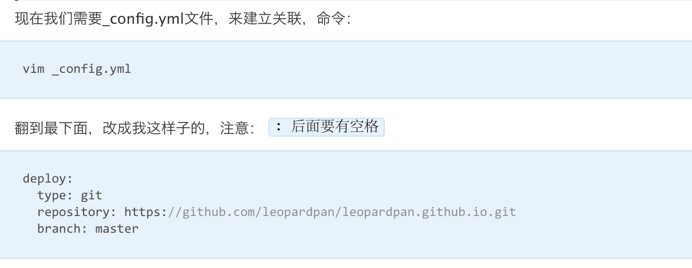 现在我们需要_config.yml文件，来建立关联，命令：
vim _config.yml
翻到最下面，改成我这样子的，注意： ：后面要有空格
deploy:
  type: git
  repository: https://github.com/leopardpan/leopardpan.github.io.git
  branch: master